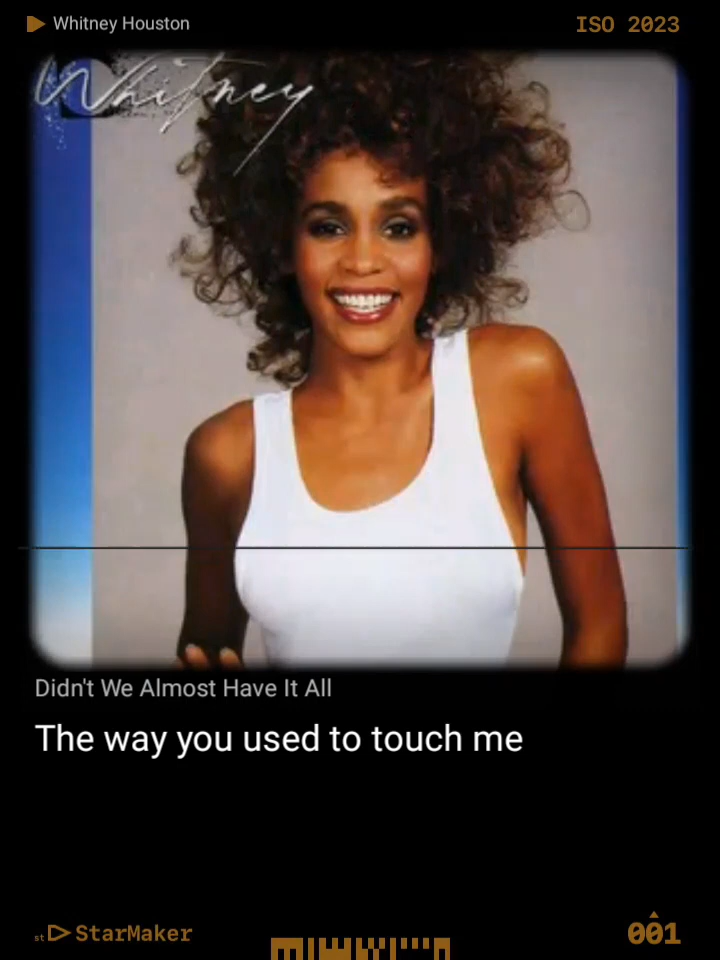 Whitney Houston
ISO 2023
Whitney
Didn't We Almost Have It All
The way you used to touch me
st StarMaker
001